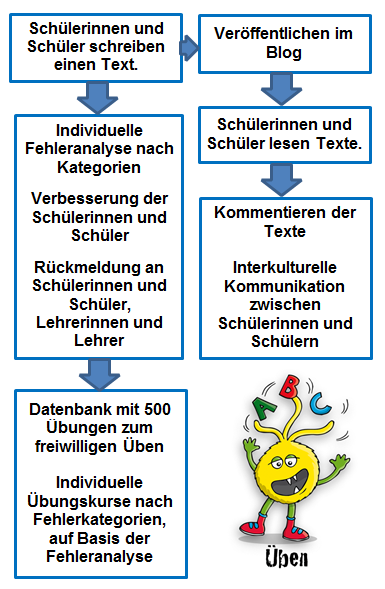 Schülerinnen und
Schüler schreiben
einen Text.
Veröffentlichen im
Blog
Individuelle
Fehleranalyse nach
Kategorien
Verbesserung der
Schülerinnen und
Schüler
Rückmeldung an
Schülerinnen und
Schüler,
Lehrerinnen und
Lehrer
Schülerinnen und
Schüler lesen Texte.
Kommentieren der
Texte
Interkulturelle
Kommunikation
zwischen
Schülerinnen und
Schülern
Datenbank mit 500
Übungen zum
freiwilligen Üben
Individuelle
Übungskurse nach
Fehlerkategorien,
auf Basis der
Fehleranalyse
A B C
Üben